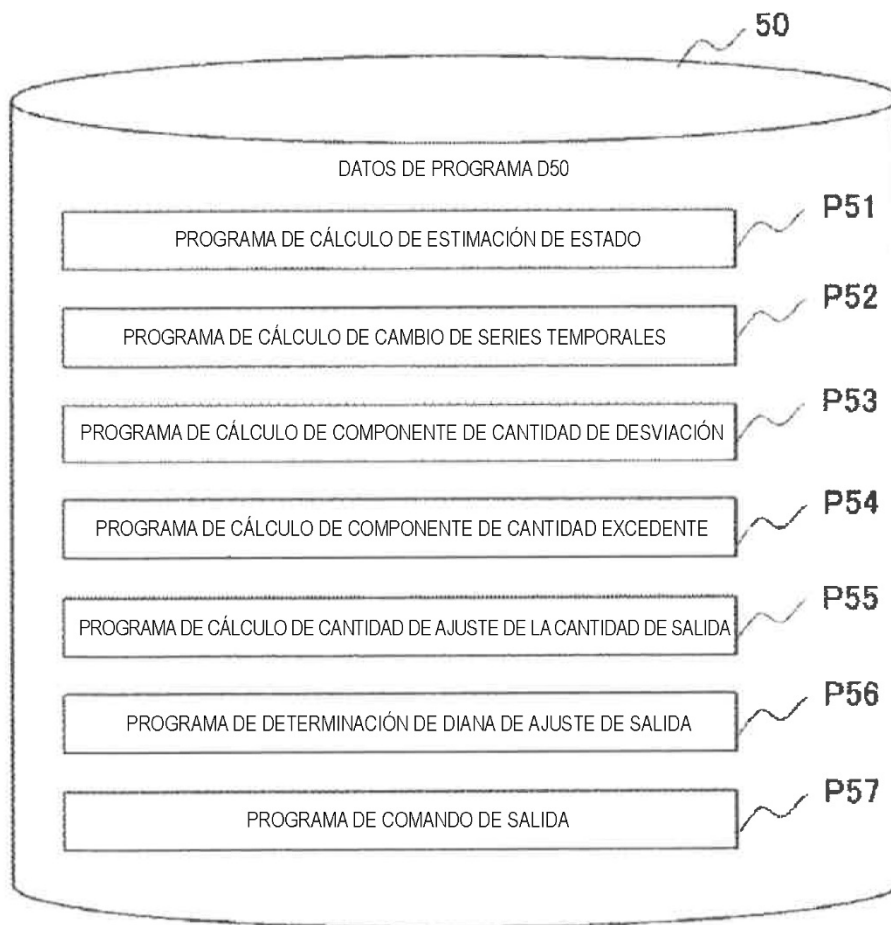 50
DATOS DE PROGRAMA D50
P51
PROGRAMA DE CÁLCULO DE ESTIMACIÓN DE ESTADO
P52
PROGRAMA DE CÁLCULO DE CAMBIO DE SERIES TEMPORALES
P53
PROGRAMA DE CÁLCULO DE COMPONENTE DE CANTIDAD DE DESVIACIÓN
P54
PROGRAMA DE CÁLCULO DE COMPONENTE DE CANTIDAD EXCEDENTE
P55
PROGRAMA DE CÁLCULO DE CANTIDAD DE AJUSTE DE LA CANTIDAD DE SALIDA
P56
PROGRAMA DE DETERMINACIÓN DE DIANA DE AJUSTE DE SALIDA
P57
PROGRAMA DE COMANDO DE SALIDA